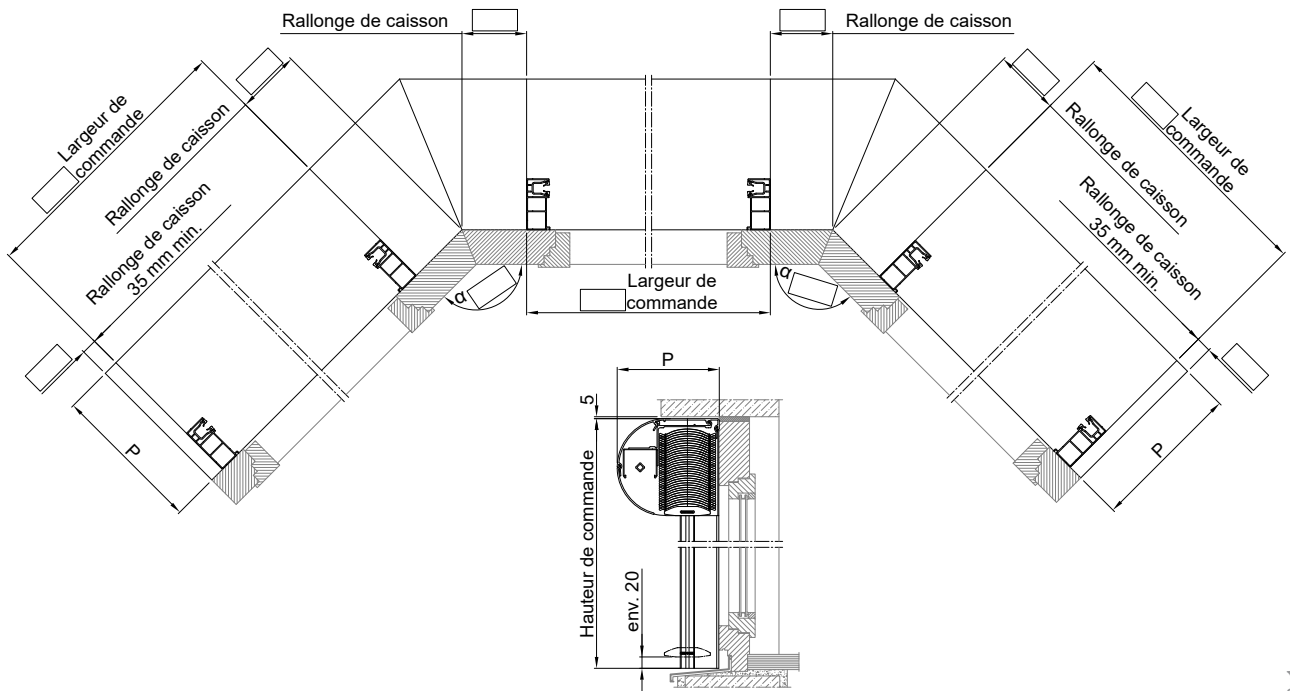 Rallonge de caisson
Rallonge de caisson
Largeur de
commande
Rallonge de caisson
Rallonge de caisson
35 mm min.
P
Largeur de
commande
Rallonge de caisson
Rallonge de caisson
35 mm min.
P
α
α
Largeur de
commande
P
5
Hauteur de commande
env. 20